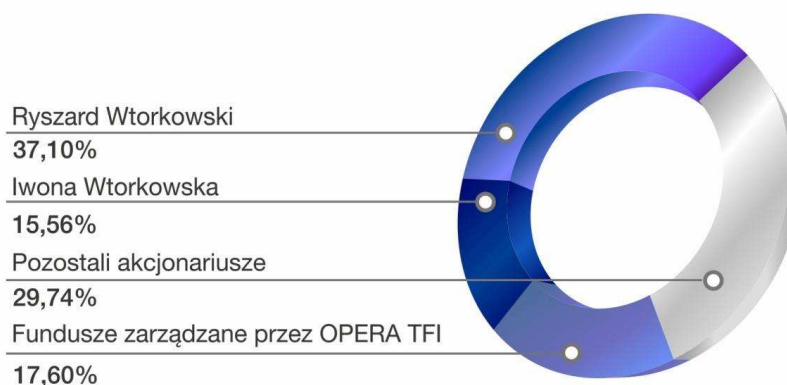 Ryszard Wtorkowski
37,10%
Iwona Wtorkowska
15,56%
Pozostali akcjonariusze
29,74%
Fundusze zarządzane przez OPERA TFI
17,60%